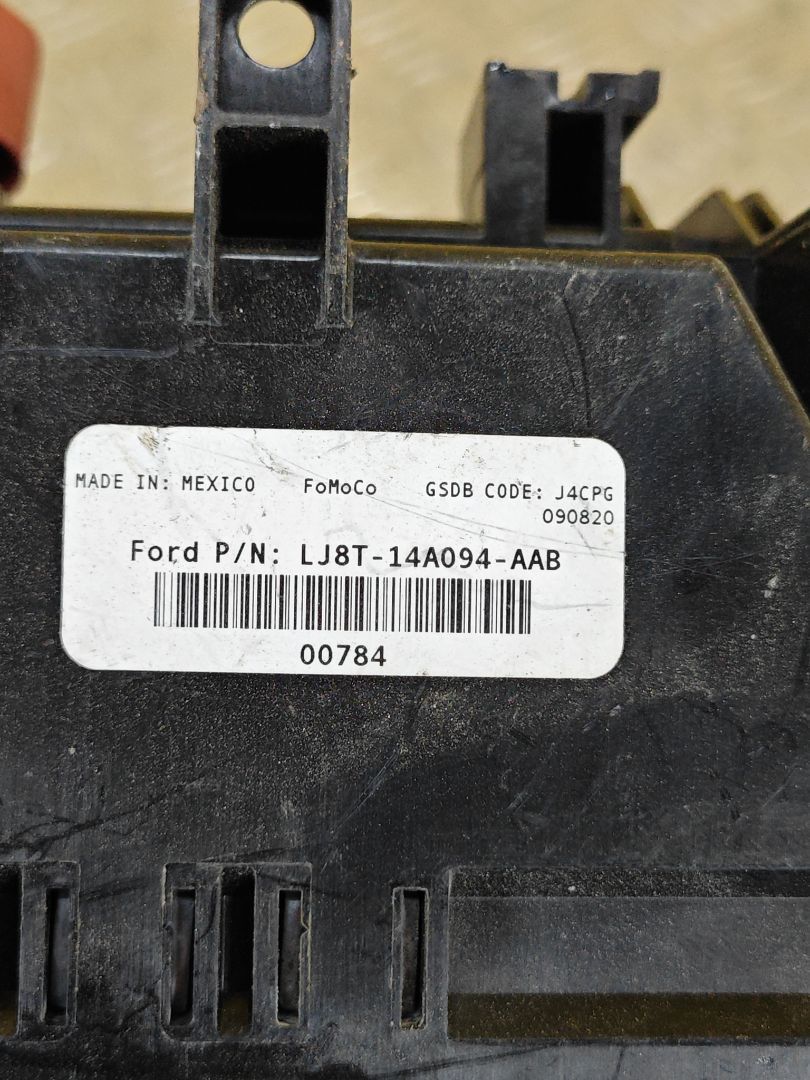 MADE IN: MEXICO FoMoCo GSDB CODE: J4CPG
090820
Ford P/N: LJ8T-14A094-AAB
00784